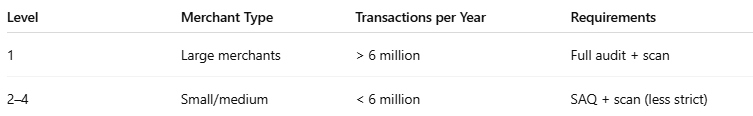 Level Merchant Type Transactions per Year Requirements
1 Large merchants > 6 million Full audit + scan
2–4 Small/medium < 6 million SAQ + scan (less strict)